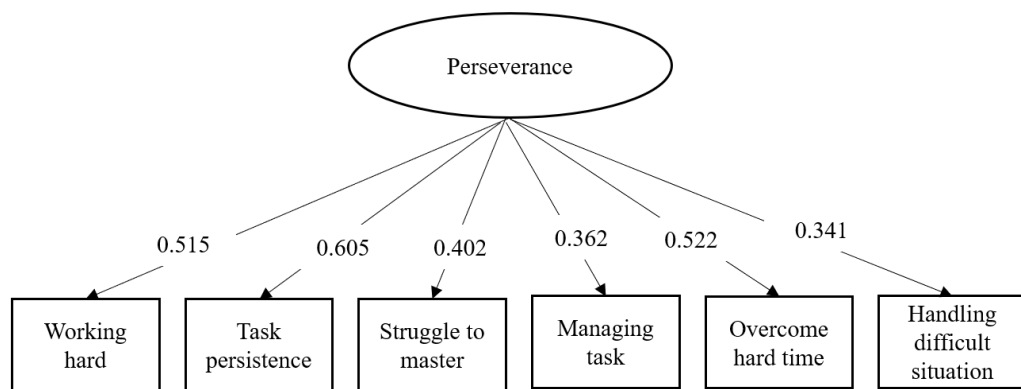 Perseverance
0.515
0.605
0.402
0.362
0.522
0.341
Working
hard
Task
persistence
Struggle to
master
Managing
task
Overcome
hard time
Handling
difficult
situation